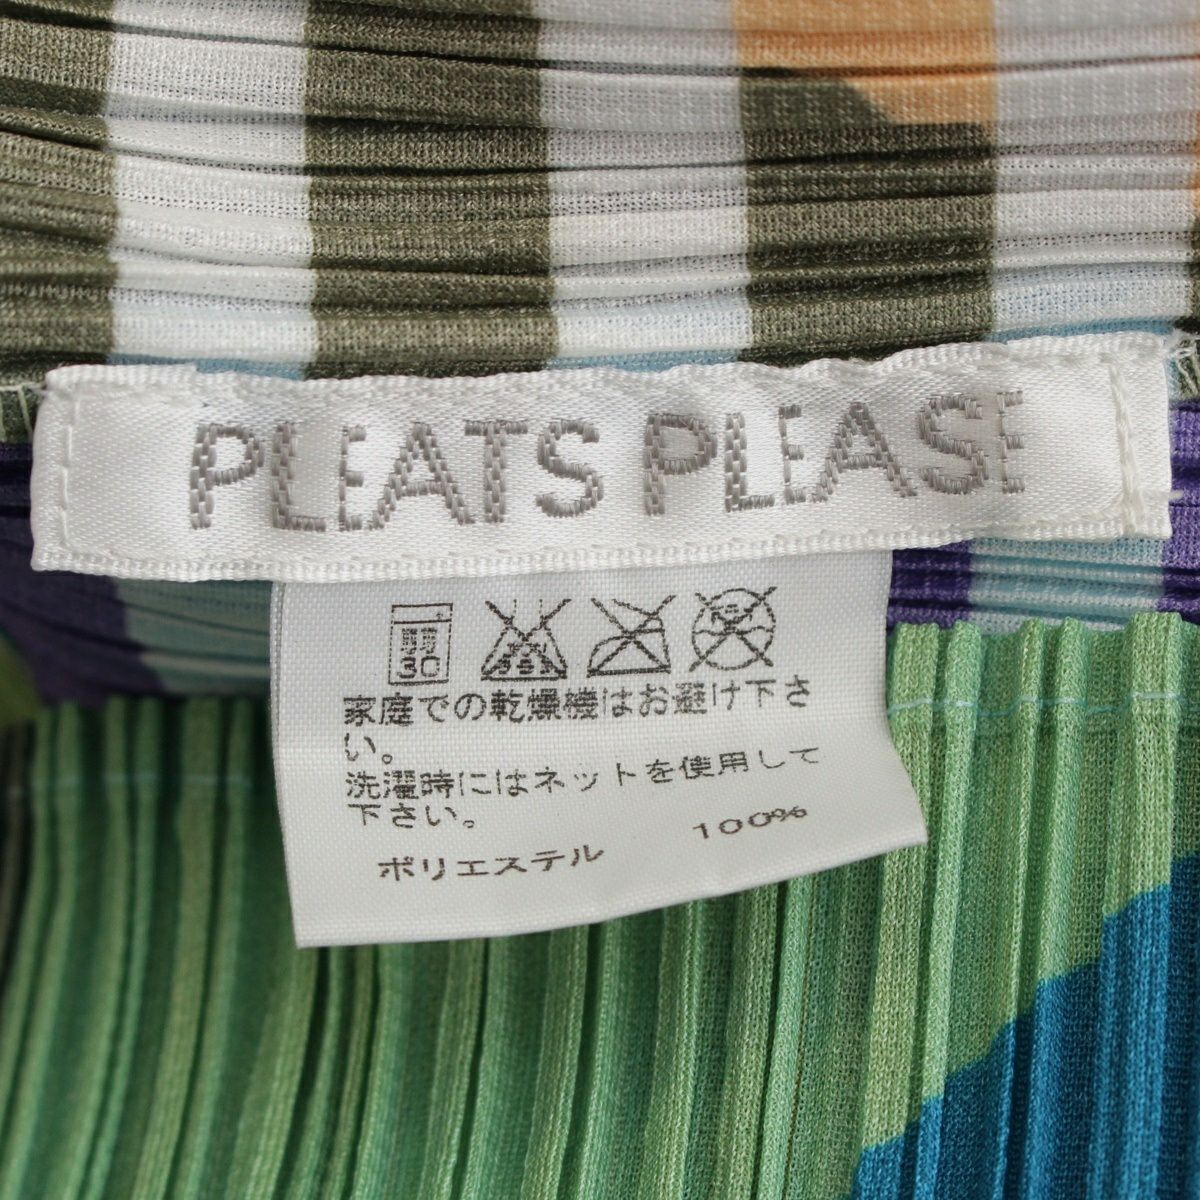 PLEATS PLEASE
弱
30
家庭での乾燥機はお避け下さ
い。
洗濯時にはネットを使用して
下さい。
ポリエステル 100%